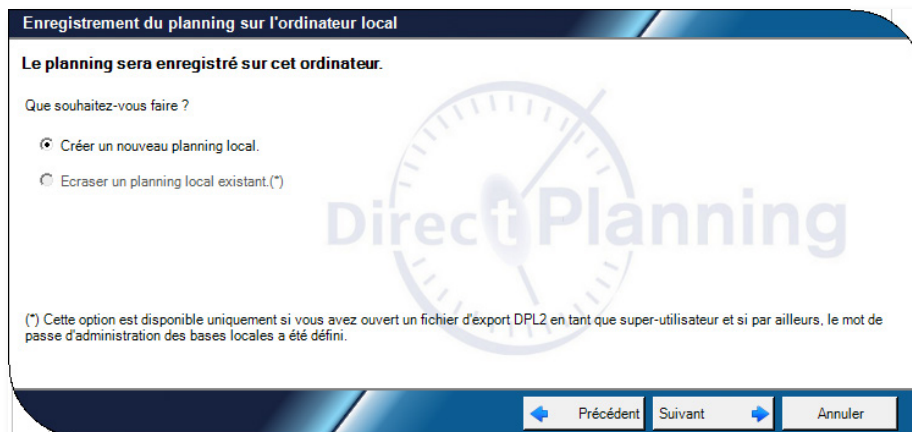 Enregistrement du planning sur l'ordinateur local
Le planning sera enregistré sur cet ordinateur.
Que souhaitez-vous faire ?
Créer un nouveau planning local.
Ecraser un planning local existant.(*)
Direct Planning
(*) Cette option est disponible uniquement si vous avez ouvert un fichier d'export DPL2 en tant que super-utilisateur et si par ailleurs, le mot de
passe d'administration des bases locales a été défini.
Précédent Suivant Annuler